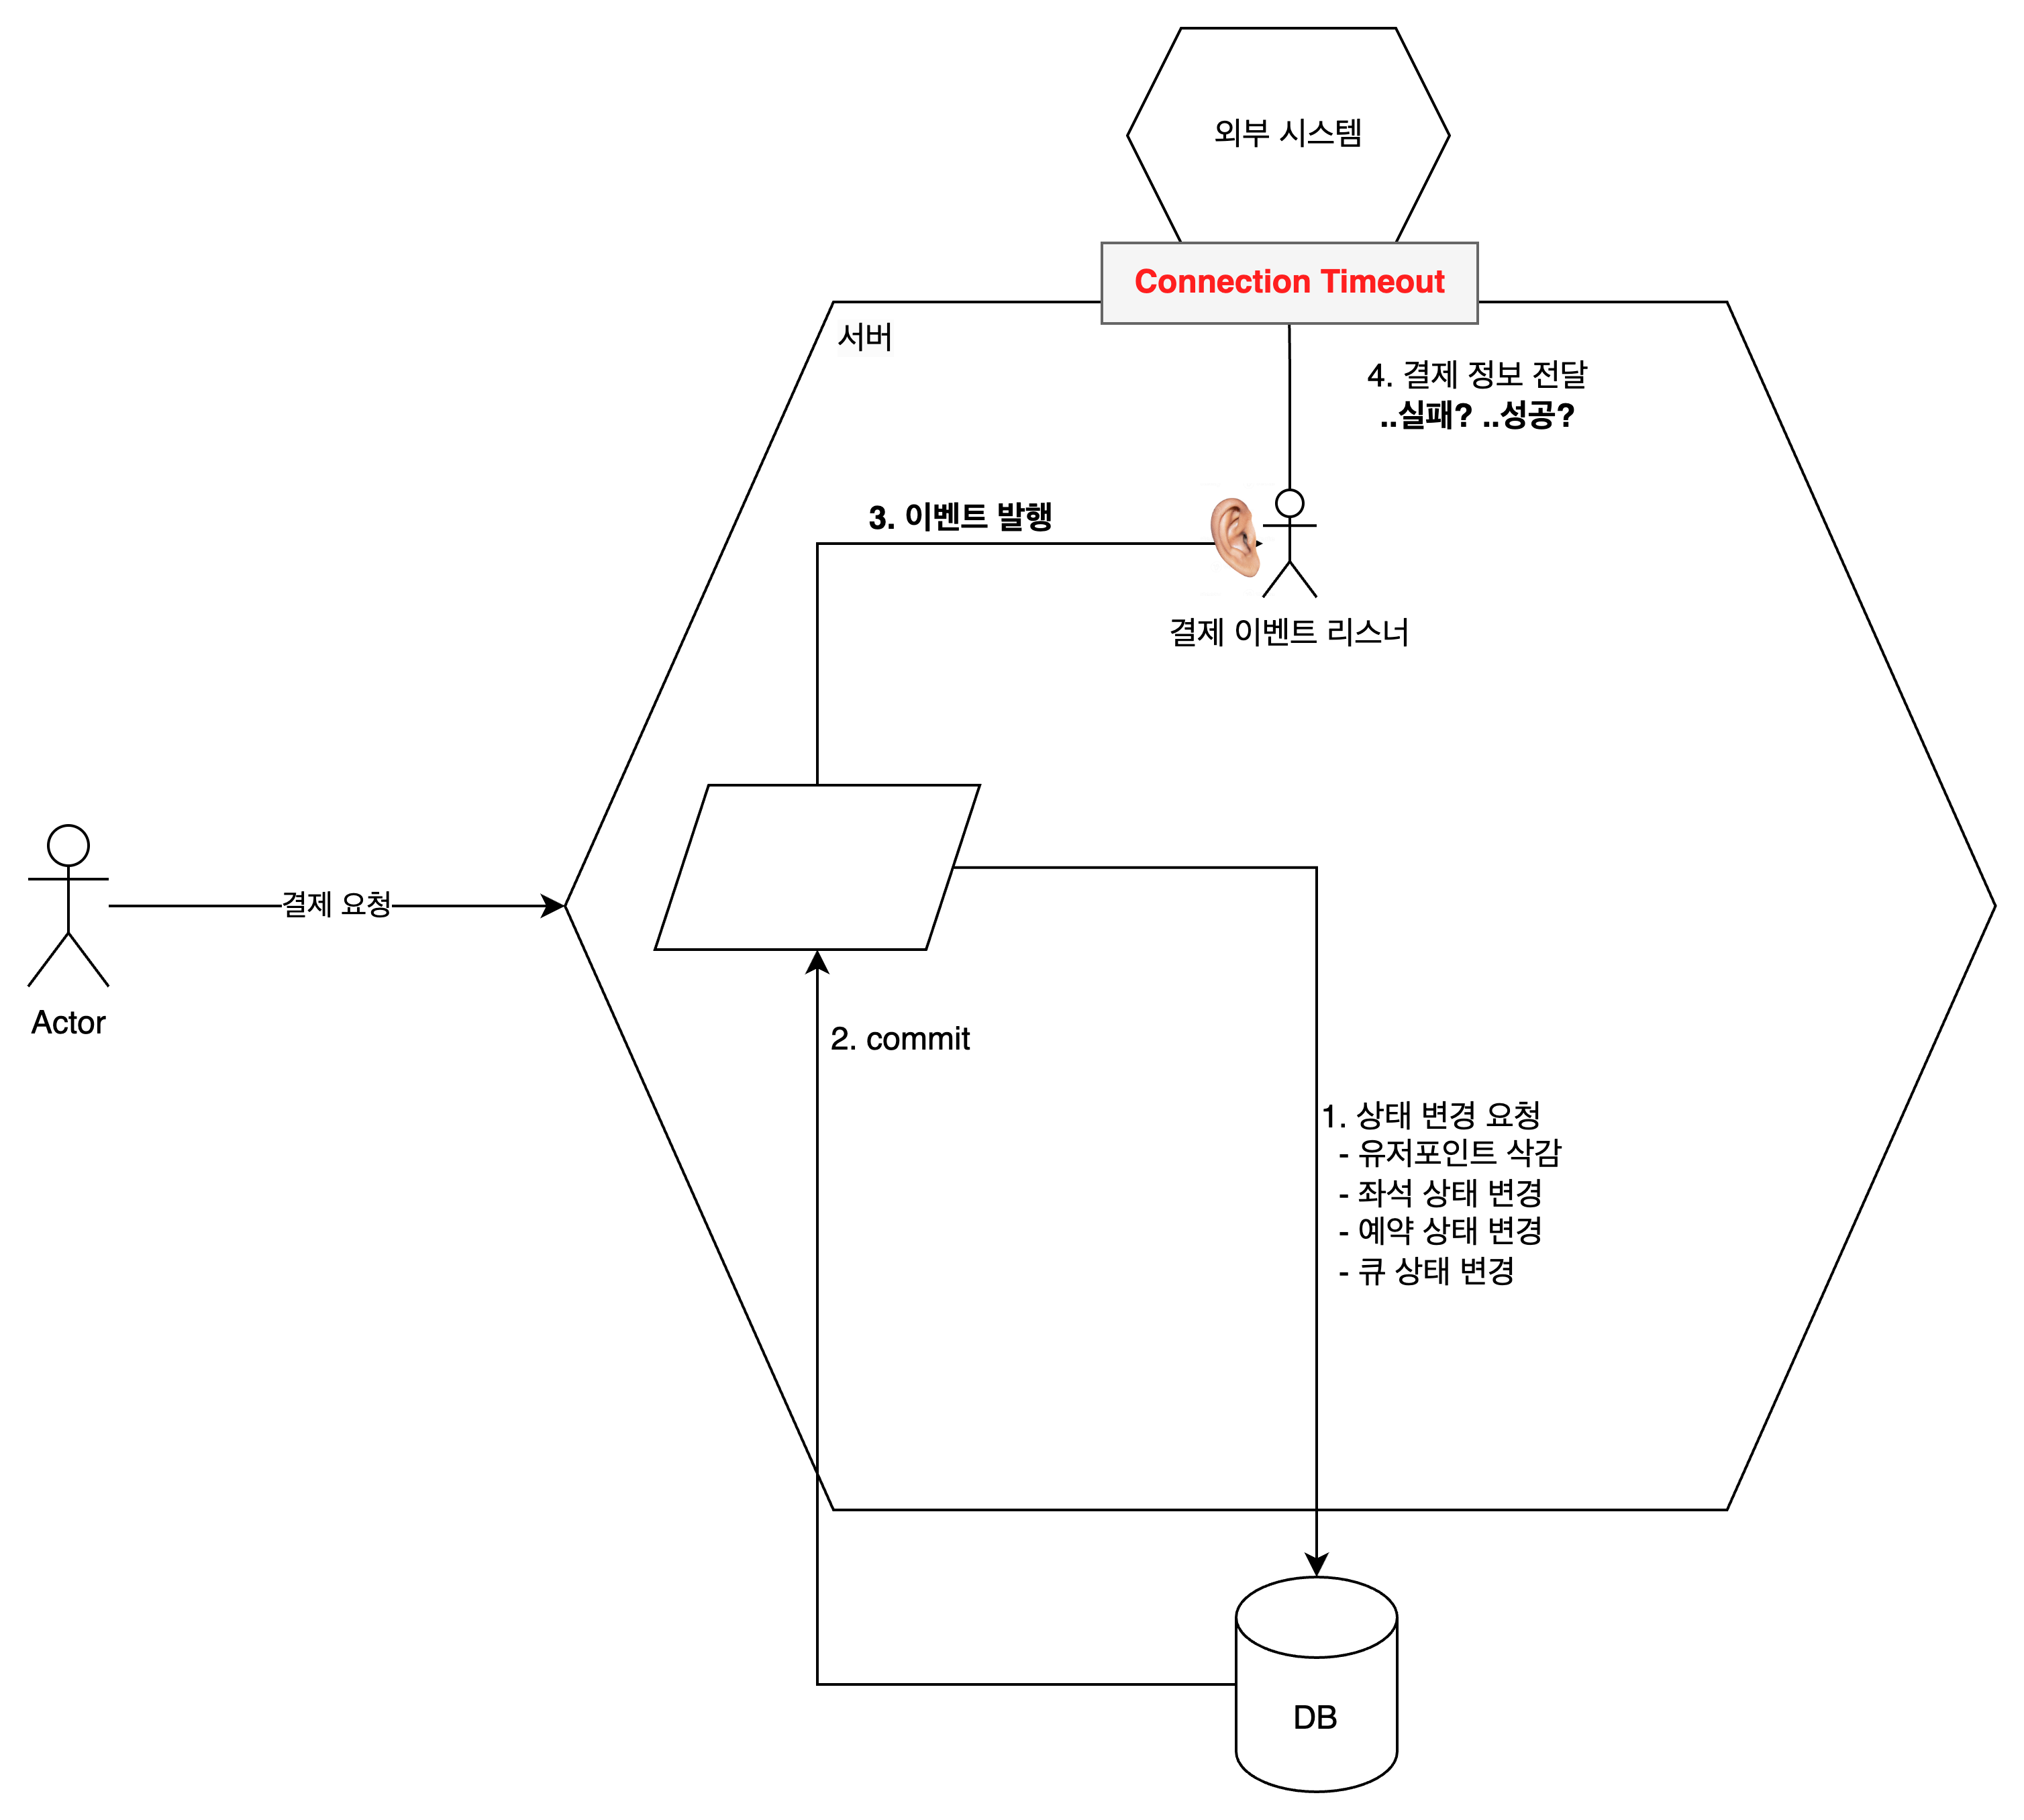 외부 시스템
Connection Timeout
서버
4. 결제 정보 전달
..실패? ..성공?
3. 이벤트 발행
결제 이벤트 리스너
결제 요청
Actor
2. commit
1. 상태 변경 요청
- 유저포인트 삭감
- 좌석 상태 변경
- 예약 상태 변경
- 큐 상태 변경
DB